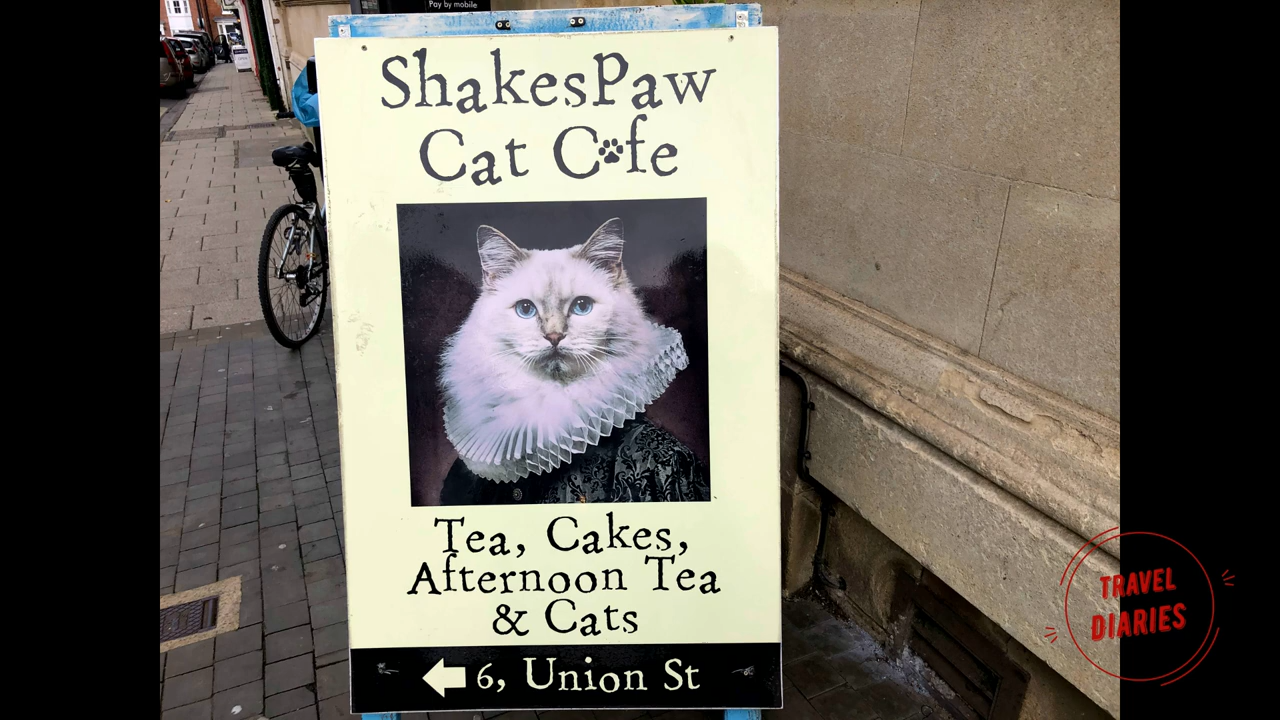 Pay by mobile
ShakesPaw
Cat Cafe
Tea, Cakes,
Afternoon Tea
& Cats
6, Union St
TRAVEL
DIARIES